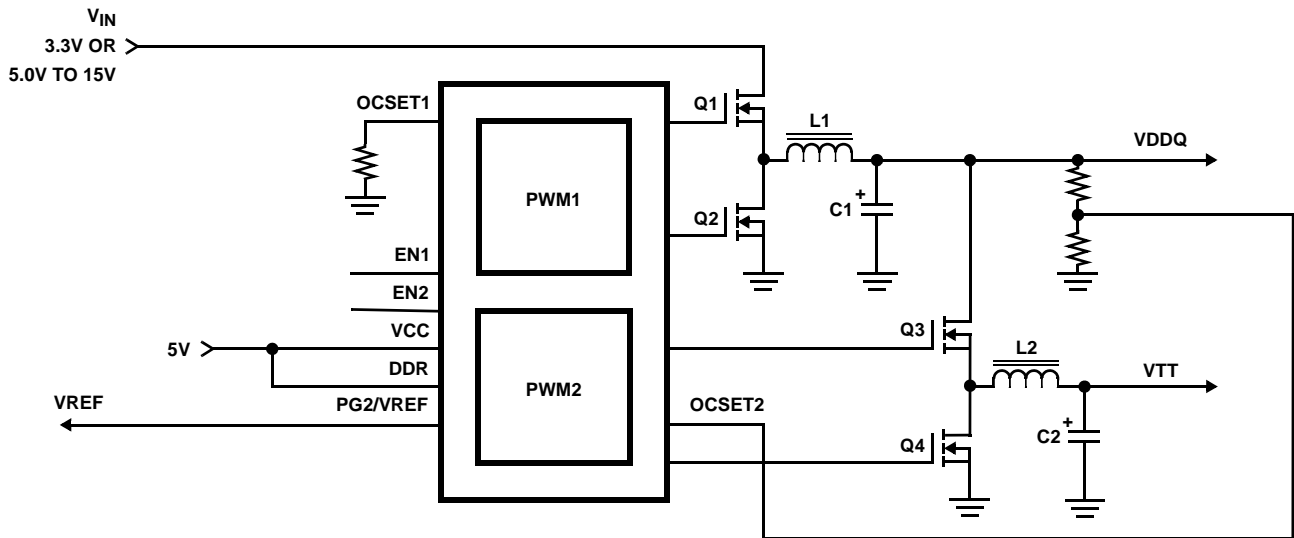 VIN
3.3V OR
5.0V TO 15V
OCSET1
Q1
L1
VDDQ
PWM1
+
C1
Q2
EN1
EN2
VCC
Q3
5V
L2
DDR
VTT
PWM2
VREF
PG2/VREF
OCSET2
+
C2
Q4